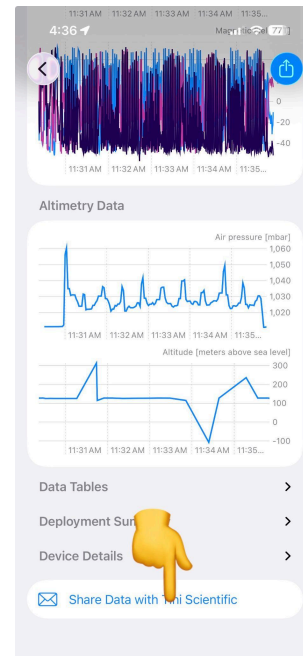 11:31 AM 11:32 AM 11:33 AM 11:34 AM 11:35...
4:36
77
0
-20
-40
11:31 AM 11:32 AM 11:33 AM 11:34 AM 11:35...
Altimetry Data
Air pressure [mbar]
1,060
1,050
1,040
1,030
1,020
11:31 AM 11:32 AM 11:33 AM 11:34 AM 11:35...
Altitude [meters above sea level]
300
200
100
0
-100
11:31 AM 11:32 AM 11:33 AM 11:34 AM 11:35...
Data Tables
Deployment
Device Details
Share Data with Scientific